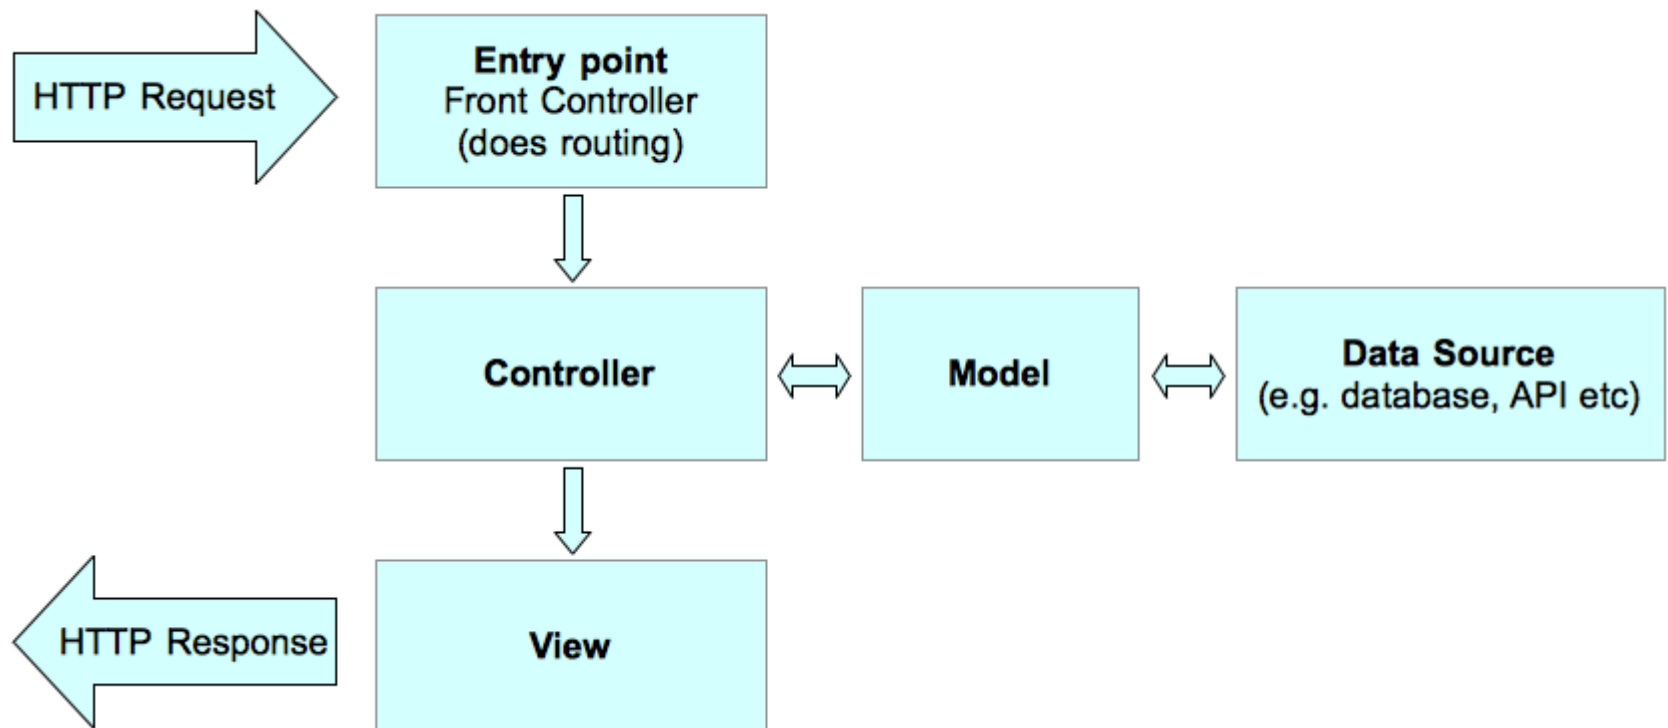 HTTP Request
Entry point
Front Controller
(does routing)
Controller
Model
Data Source
(e.g. database, API etc)
HTTP Response
View